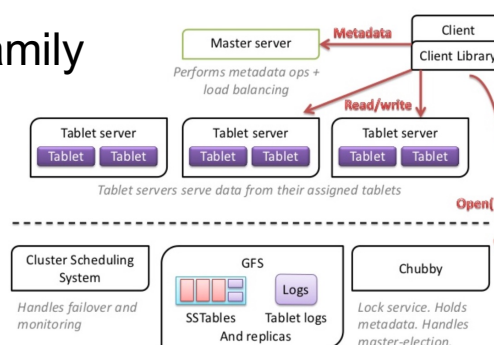 amily
Master server
Metadata
Client
Client Library
Performs metadata ops +
load balancing
Read/write
Tablet server
Tablet Tablet
Tablet server
Tablet Tablet
Tablet server
Tablet Tablet
Tablet servers serve data from their assigned tablets
Open(
Cluster Scheduling
System
Handles failover and
monitoring
GFS
SSTables
Logs
Tablet logs
And replicas
Chubby
Lock service. Holds
metadata. Handles
master-election.